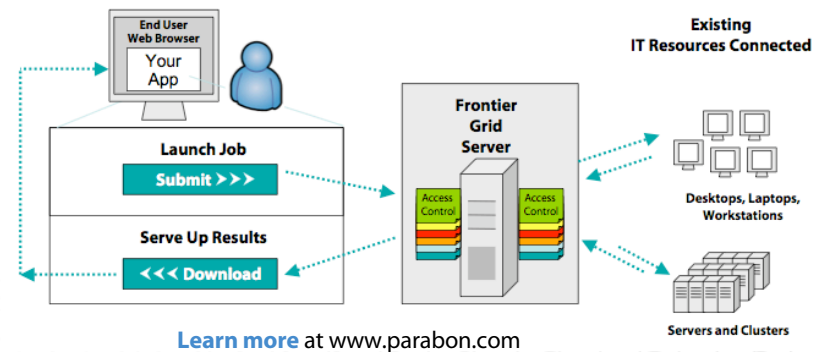 End User
Web Browser
Your
App
Launch Job
Submit >>>
Serve Up Results
<<< Download
Frontier
Grid
Server
Access
Control
Access
Control
Existing
IT Resources Connected
Desktops, Laptops,
Workstations
Servers and Clusters
Learn more at www.parabon.com